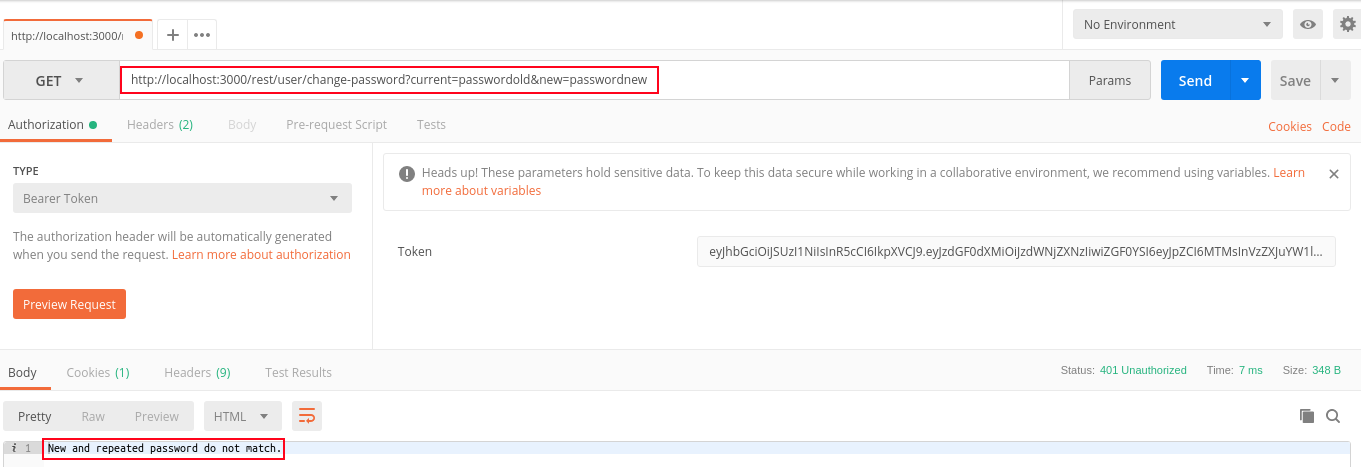 http://localhost:3000/r
No Environment
GET
http://localhost:3000/rest/user/change-password?current=passwordold&new=passwordnew
Params
Send
Save
Authorization
Headers (2)
Body
Pre-request Script
Tests
Cookies
Code
TYPE
Bearer Token
The authorization header will be automatically generated
when you send the request. Learn more about authorization
Preview Request
Heads up! These parameters hold sensitive data. To keep this data secure while working in a collaborative environment, we recommend using variables. Learn
more about variables
Token
eyJhbGciOiJSUzI1NiIsInR5cCI6IkpXVCJ9.eyJzdGF0dXMiOiJzdWNjZXNzIiwiZGF0YSI6eyJpZCI6MTMsInVzZXJuYW1l...
Body
Cookies (1)
Headers (9)
Test Results
Status: 401 Unauthorized
Time: 7 ms
Size: 348 B
Pretty
Raw
Preview
HTML
i 1
New and repeated password do not match.